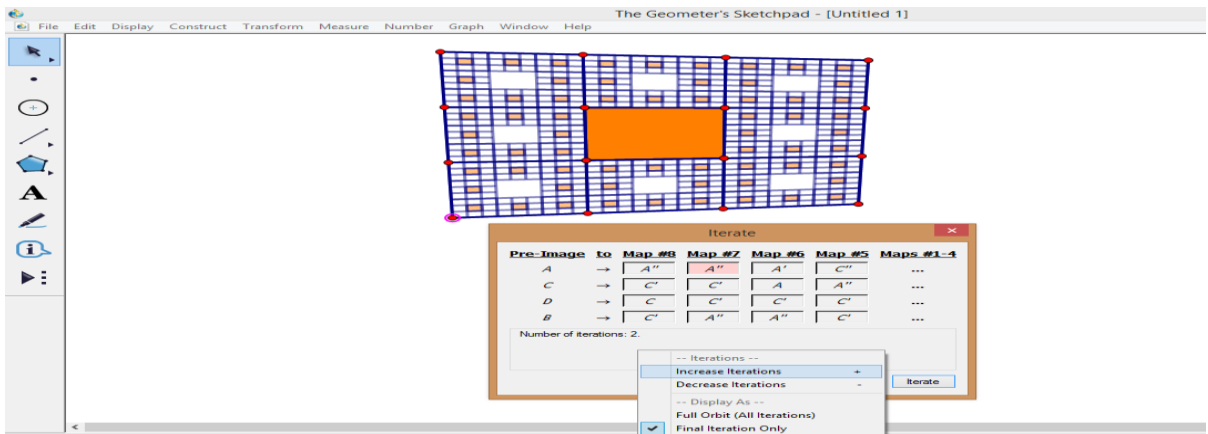 The Geometer's Sketchpad - [Untitled 1]
File Edit Display Construct Transform Measure Number Graph Window Help
A
Iterate
Pre-Image to Map #8 Map #7 Map #6 Map #5 Maps #1-4
A → A'' A'' A' C'' ...
C → C' C' A A'' ...
D → C C' C' C' ...
B → C' A'' A'' C' ...
Number of iterations: 2.
-- Iterations --
Increase Iterations +
Decrease Iterations -
Iterate
-- Display As --
Full Orbit (All Iterations)
Final Iteration Only